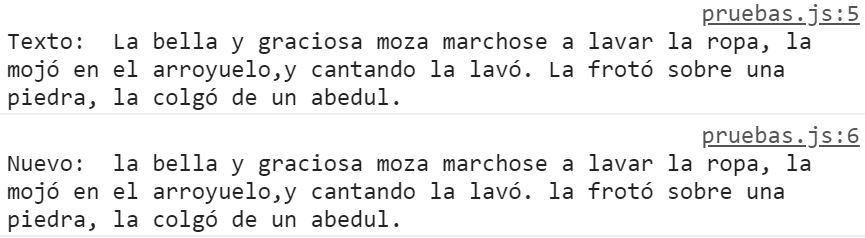 pruebas.js:5
Texto:  La bella y graciosa moza marchose a lavar la ropa, la
mojó en el arroyuelo,y cantando la lavó. La frotó sobre una
piedra, la colgó de un abedul.
pruebas.js:6
Nuevo:  la bella y graciosa moza marchose a lavar la ropa, la
mojó en el arroyuelo,y cantando la lavó. la frotó sobre una
piedra, la colgó de un abedul.